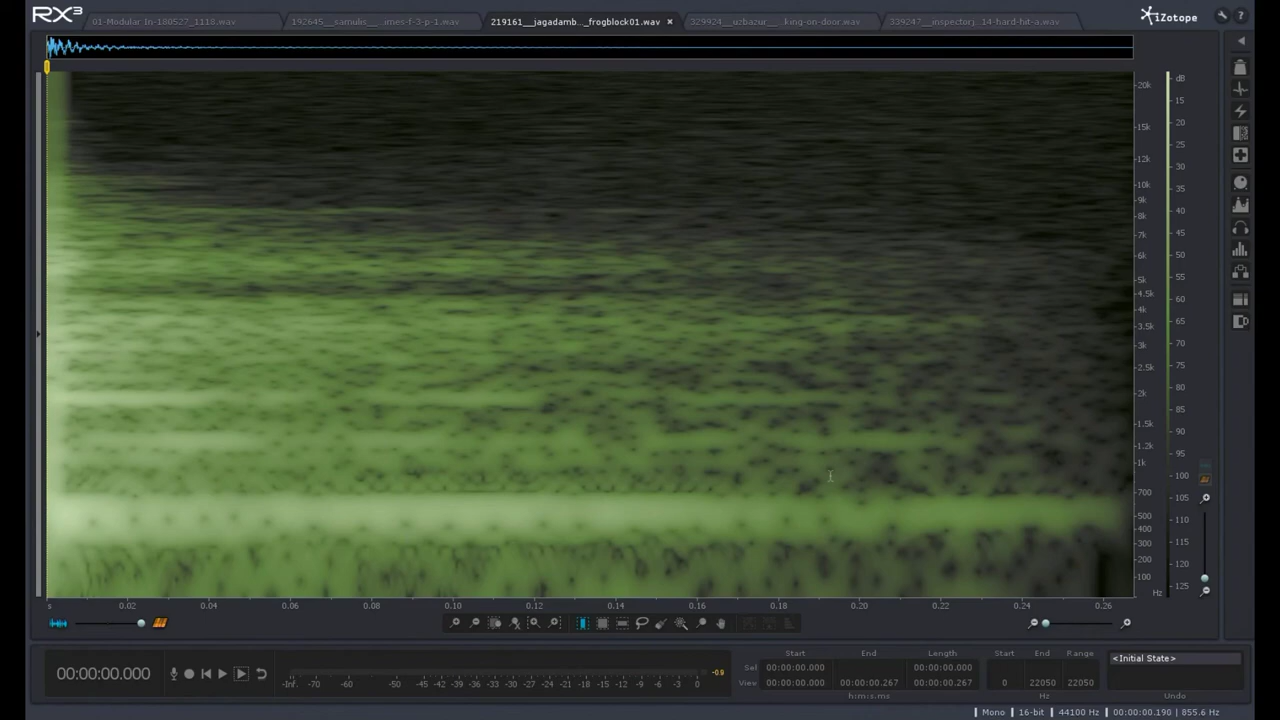 RX³
01-Modular In-180527_1118.wav
192645__samulis__...imes-f-3-p-1.wav
219161__jagadamb..._frogblock01.wav
329924__uzbazur__...king-on-door.wav
339247__inspectorj...14-hard-hit-a.wav
iZotope
?
20k
15k
12k
10k
9k
8k
7k
6k
5k
4.5k
4k
3.5k
3k
2.5k
2k
1.5k
1.2k
1k
700
500
400
300
200
100
Hz
dB
15
20
25
30
35
40
45
50
55
60
65
70
75
80
85
90
95
100
105
110
115
120
125
s 0.02 0.04 0.06 0.08 0.10 0.12 0.14 0.16 0.18 0.20 0.22 0.24 0.26
00:00:00.000
-Inf. -70 -60 -50 -45 -42 -39 -36 -33 -30 -27 -24 -21 -18 -15 -12 -9 -6 -3 0
-0.9
Start End Length
Sel 00:00:00.000 00:00:00.000
View 00:00:00.000 00:00:00.267 00:00:00.267
h:m:s.ms
Start End Range
0 22050 22050
Hz
<Initial State>
Undo
Mono 16-bit 44100 Hz 00:00:00.190 855.6 Hz